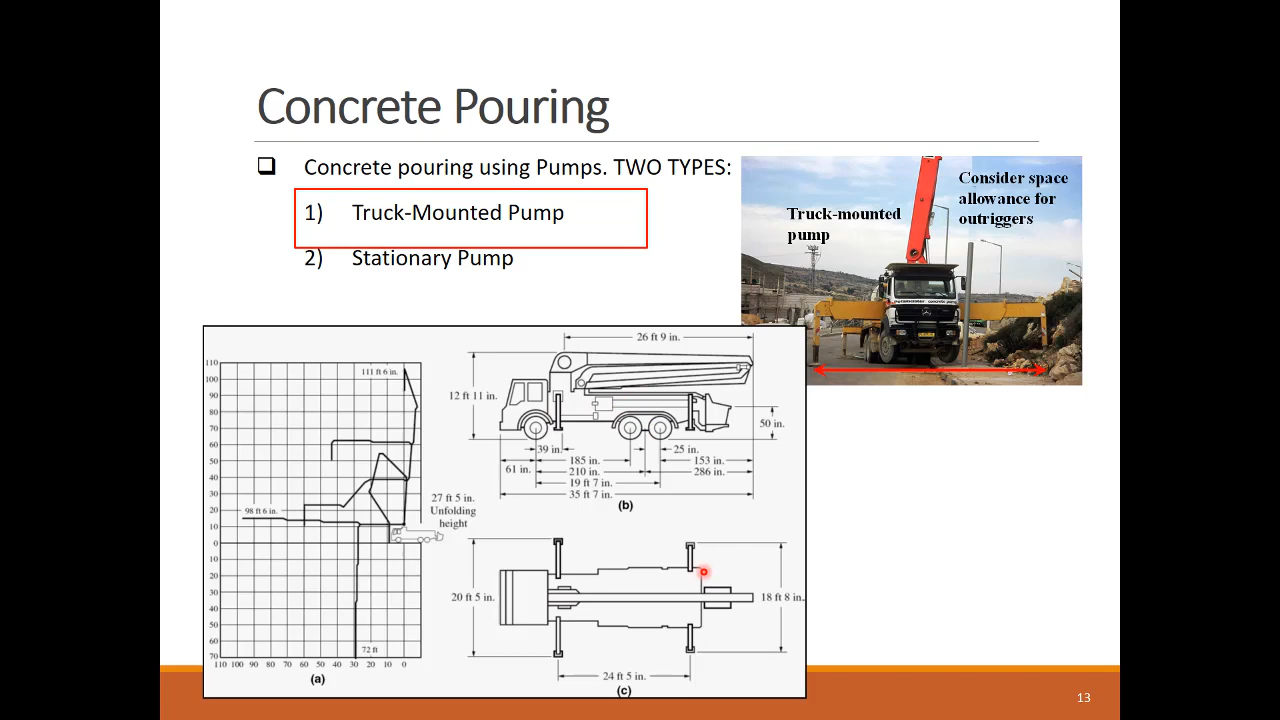 Concrete Pouring
❑ Concrete pouring using Pumps. TWO TYPES:
1) Truck-Mounted Pump
2) Stationary Pump
Truck-mounted
pump
Consider space
allowance for
outriggers
110
100
90
80
70
60
50
40
30
20
10
0
10
20
30
40
50
60
70
110 100 90 80 70 60 50 40 30 20 10 0
111 ft 6 in.
98 ft 6 in.
72 ft
27 ft 5 in.
Unfolding
height
(a)
26 ft 9 in.
12 ft 11 in.
50 in.
39 in.
25 in.
61 in.
185 in.
153 in.
210 in.
286 in.
19 ft 7 in.
35 ft 7 in.
(b)
20 ft 5 in.
18 ft 8 in.
24 ft 5 in.
(c)
13